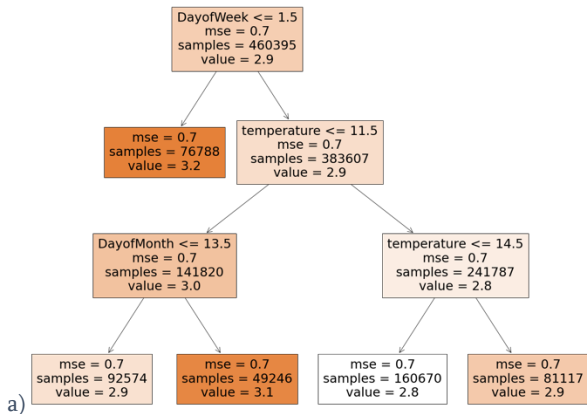 DayofWeek <= 1.5
mse = 0.7
samples = 460395
value = 2.9
mse = 0.7
samples = 76788
value = 3.2
temperature <= 11.5
mse = 0.7
samples = 383607
value = 2.9
DayofMonth <= 13.5
mse = 0.7
samples = 141820
value = 3.0
temperature <= 14.5
mse = 0.7
samples = 241787
value = 2.8
mse = 0.7
samples = 92574
value = 2.9
mse = 0.7
samples = 49246
value = 3.1
mse = 0.7
samples = 160670
value = 2.8
mse = 0.7
samples = 81117
value = 2.9
a)